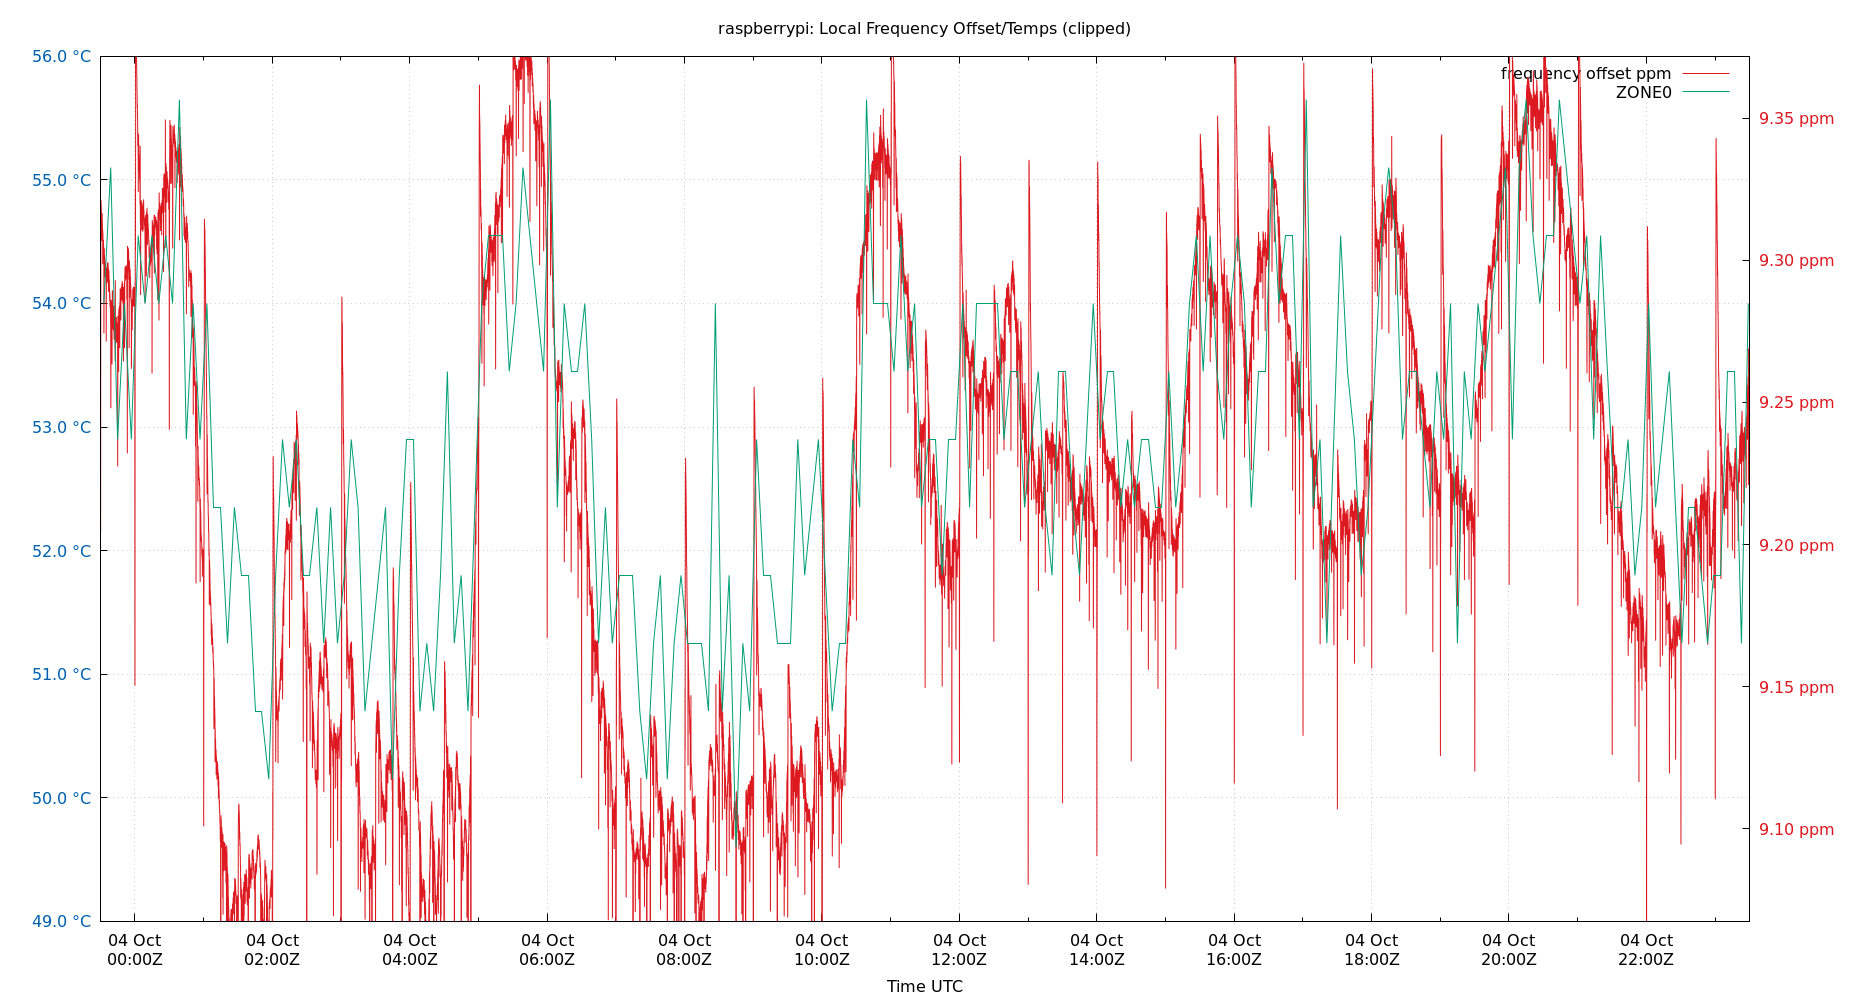 raspberrypi: Local Frequency Offset/Temps (clipped)
56.0 °C
55.0 °C
54.0 °C
53.0 °C
52.0 °C
51.0 °C
50.0 °C
49.0 °C
frequency offset ppm
ZONE0
9.35 ppm
9.30 ppm
9.25 ppm
9.20 ppm
9.15 ppm
9.10 ppm
04 Oct 04 Oct 04 Oct 04 Oct 04 Oct 04 Oct 04 Oct 04 Oct 04 Oct 04 Oct 04 Oct 04 Oct
00:00Z 02:00Z 04:00Z 06:00Z 08:00Z 10:00Z 12:00Z 14:00Z 16:00Z 18:00Z 20:00Z 22:00Z
Time UTC